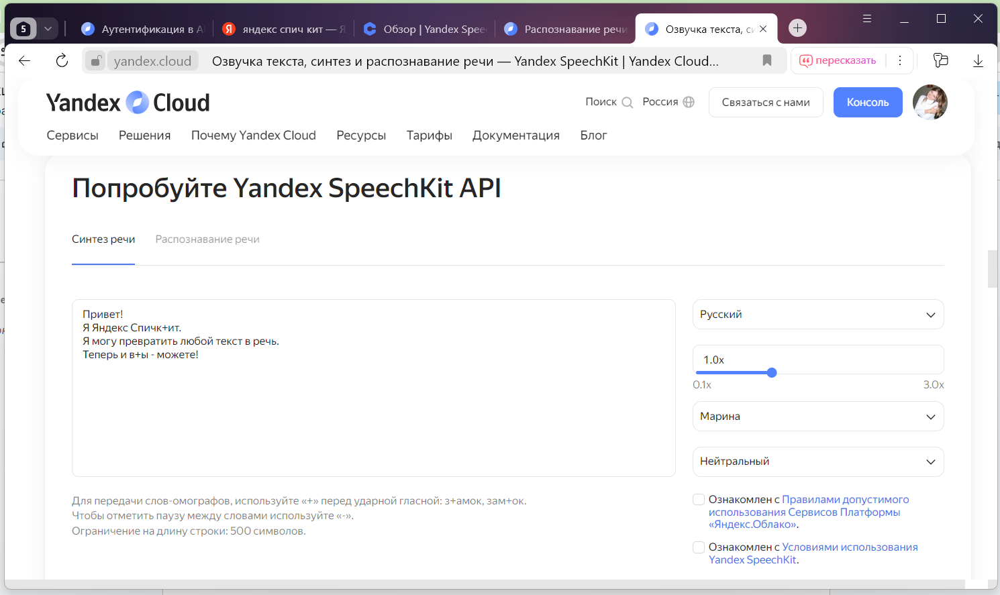 5
Аутентификация в A
яндекс спич кит — Я
Обзор | Yandex Spee
Распознавание речи
Озвучка текста, си
yandex.cloud
Озвучка текста, синтез и распознавание речи — Yandex SpeechKit | Yandex Cloud...
пересказать
Yandex Cloud
Поиск
Россия
Связаться с нами
Консоль
Сервисы
Решения
Почему Yandex Cloud
Ресурсы
Тарифы
Документация
Блог
Попробуйте Yandex SpeechKit API
Синтез речи
Распознавание речи
Привет!
Я Яндекс Спичк+ит.
Я могу превратить любой текст в речь.
Теперь и в+ы - можете!
Русский
1.0x
0.1x
3.0x
Марина
Нейтральный
Для передачи слов-омографов, используйте «+» перед ударной гласной: з+амок, зам+ок.
Чтобы отметить паузу между словами используйте «-».
Ограничение на длину строки: 500 символов.
Ознакомлен с Правилами допустимого
использования Сервисов Платформы
«Яндекс.Облако».
Ознакомлен с Условиями использования
Yandex SpeechKit.